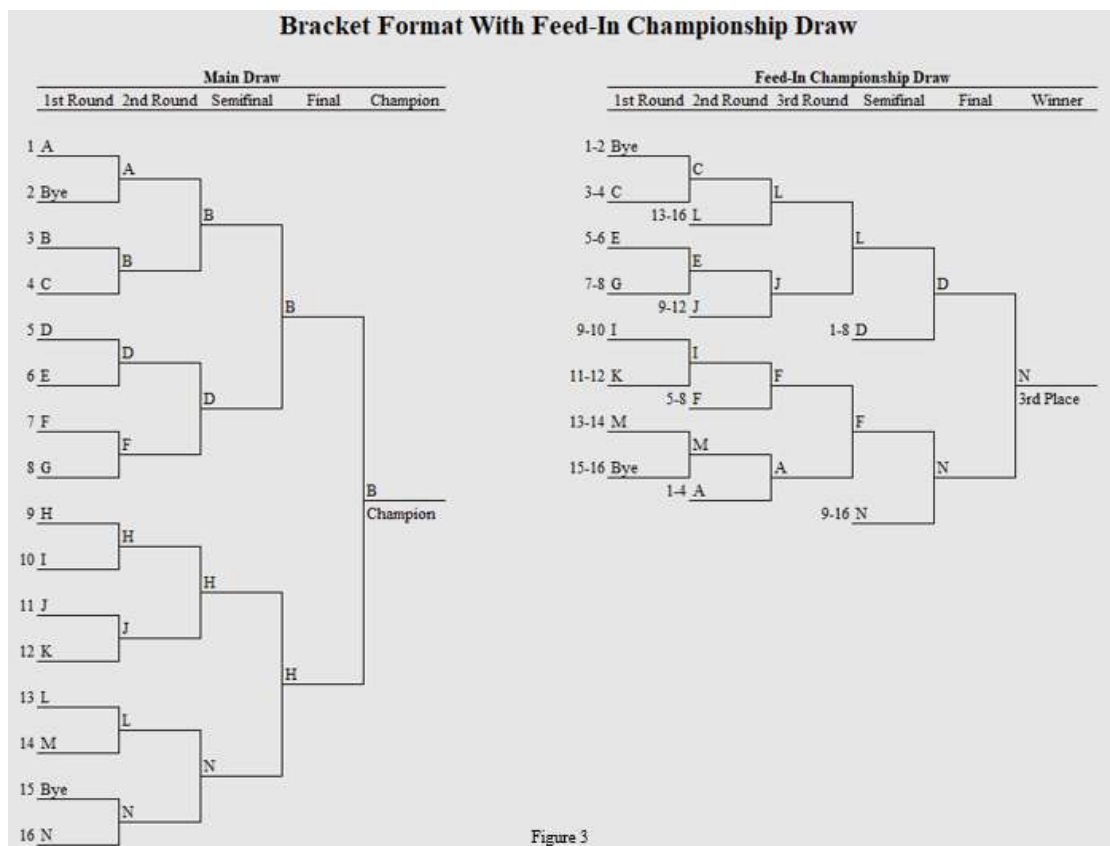 Bracket Format With Feed-In Championship Draw
Main Draw
1st Round 2nd Round Semifinal Final Champion
1 A
A
2 Bye
B
3 B
B
4 C
B
5 D
D
6 E
D
7 F
F
8 G
B
Champion
9 H
H
10 I
H
11 J
J
12 K
H
13 L
L
14 M
N
15 Bye
N
16 N
Feed-In Championship Draw
1st Round 2nd Round 3rd Round Semifinal Final Winner
1-2 Bye
C
3-4 C
L
13-16 L
5-6 E
L
E
7-8 G
J
D
9-12 J
9-10 I
1-8 D
I
11-12 K
F
N
5-8 F
3rd Place
13-14 M
F
M
15-16 Bye
A
N
1-4 A
9-16 N
Figure 3